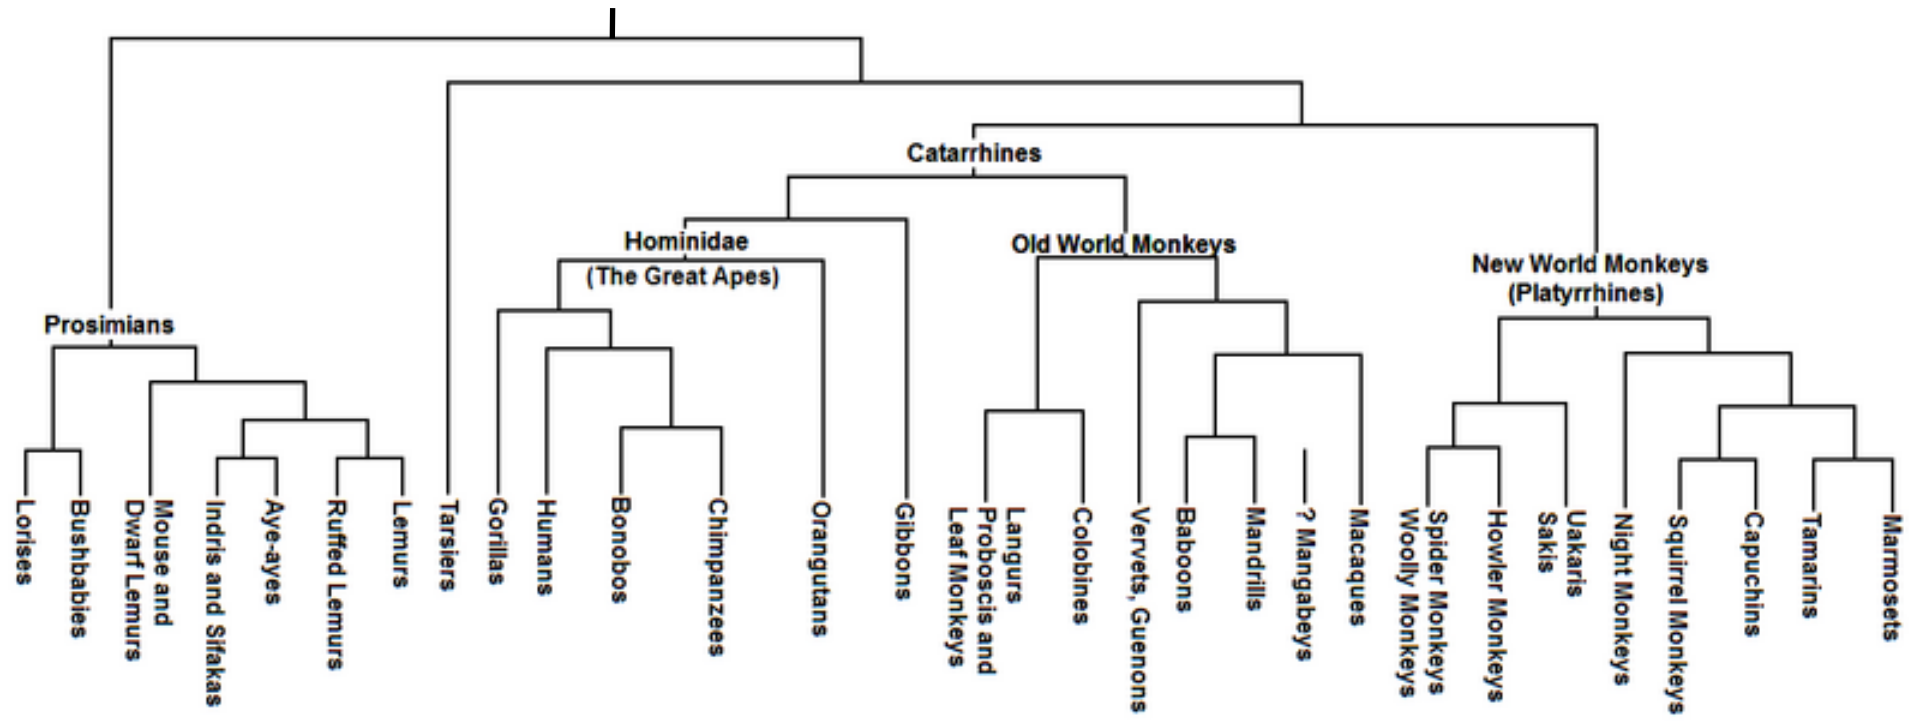 Catarrhines
Hominidae
(The Great Apes)
Old World Monkeys
New World Monkeys
(Platyrrhines)
Prosimians
Lorises
Bushbabies
Mouse and
Dwarf Lemurs
Indris and Sifakas
Aye-ayes
Ruffed Lemurs
Lemurs
Tarsiers
Gorillas
Humans
Bonobos
Chimpanzees
Orangutans
Gibbons
Langurs
Proboscis and
Leaf Monkeys
Colobines
Vervets, Guenons
Baboons
Mandrills
? Mangabeys
Macaques
Spider Monkeys
Woolly Monkeys
Howler Monkeys
Uakaris
Sakis
Night Monkeys
Squirrel Monkeys
Capuchins
Tamarins
Marmosets